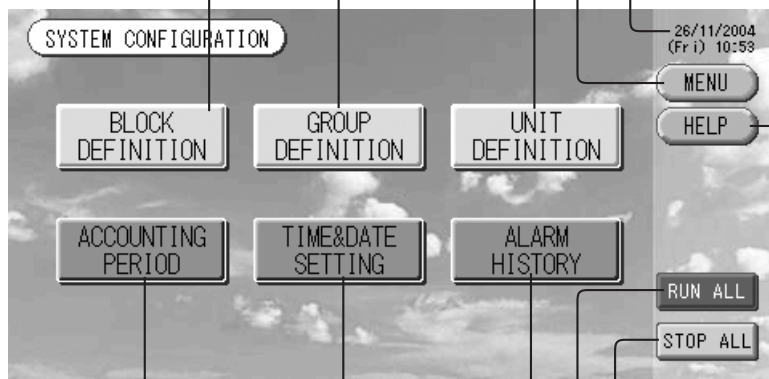 SYSTEM CONFIGURATION
26/11/2004
(Fri) 10:53
MENU
HELP
BLOCK
DEFINITION
GROUP
DEFINITION
UNIT
DEFINITION
ACCOUNTING
PERIOD
TIME&DATE
SETTING
ALARM
HISTORY
RUN ALL
STOP ALL